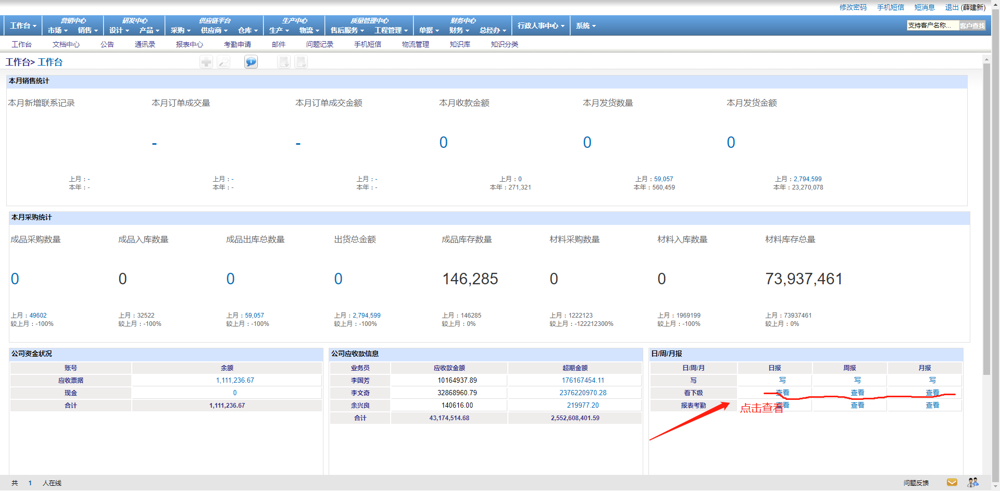 修改密码 手机短信 短消息 退出 (薛建新)
营销中心 研发中心 供应链平台 生产中心 质量管理中心 财务中心
工作台 市场 销售 设计 产品 采购 供应商 仓库 生产 物流 售后服务 工程管理 单据 财务 总经办 行政人事中心 系统 支持客户名称... 客户查找
工作台 文档中心 公告 通讯录 报表中心 考勤申请 邮件 问题记录 手机短信 物流管理 知识库 知识分类
工作台> 工作台
本月销售统计
本月新增联系记录 本月订单成交量 本月订单成交金额 本月收款金额 本月发货数量 本月发货金额
- - 0 0 0
上月：- 上月：- 上月：- 上月：0 上月：59,057 上月：2,794,599
本年：- 本年：- 本年：- 本年：271,321 本年：560,459 本年：23,270,078
本月采购统计
成品采购数量 成品入库数量 成品出库总数量 出货总金额 成品库存数量 材料采购数量 材料入库数量 材料库存总量
0 0 0 0 146,285 0 0 73,937,461
上月：49602 上月：32522 上月：59,057 上月：2,794,599 上月：146285 上月：1222123 上月：1969199 上月：73937461
较上月：-100% 较上月：-100% 较上月：-100% 较上月：-100% 较上月：0% 较上月：-122212300% 较上月：-100% 较上月：0%
公司资金状况
账号 余额
应收票据 1,111,236.67
现金 0
合计 1,111,236.67
公司应收款信息
业务员 应收款金额 超期金额
李国芳 10164937.89 176167454.11
李文奇 32868960.79 2376220970.28
余兴良 140616.00 219977.20
合计 43,174,514.68 2,552,608,401.59
日/周/月报
日/周/月 日报 周报 月报
写 写 写 写
看下级 查看 查看 查看
报表考勤 查看 查看 查看
点击查看
共 1 人在线 问题反馈